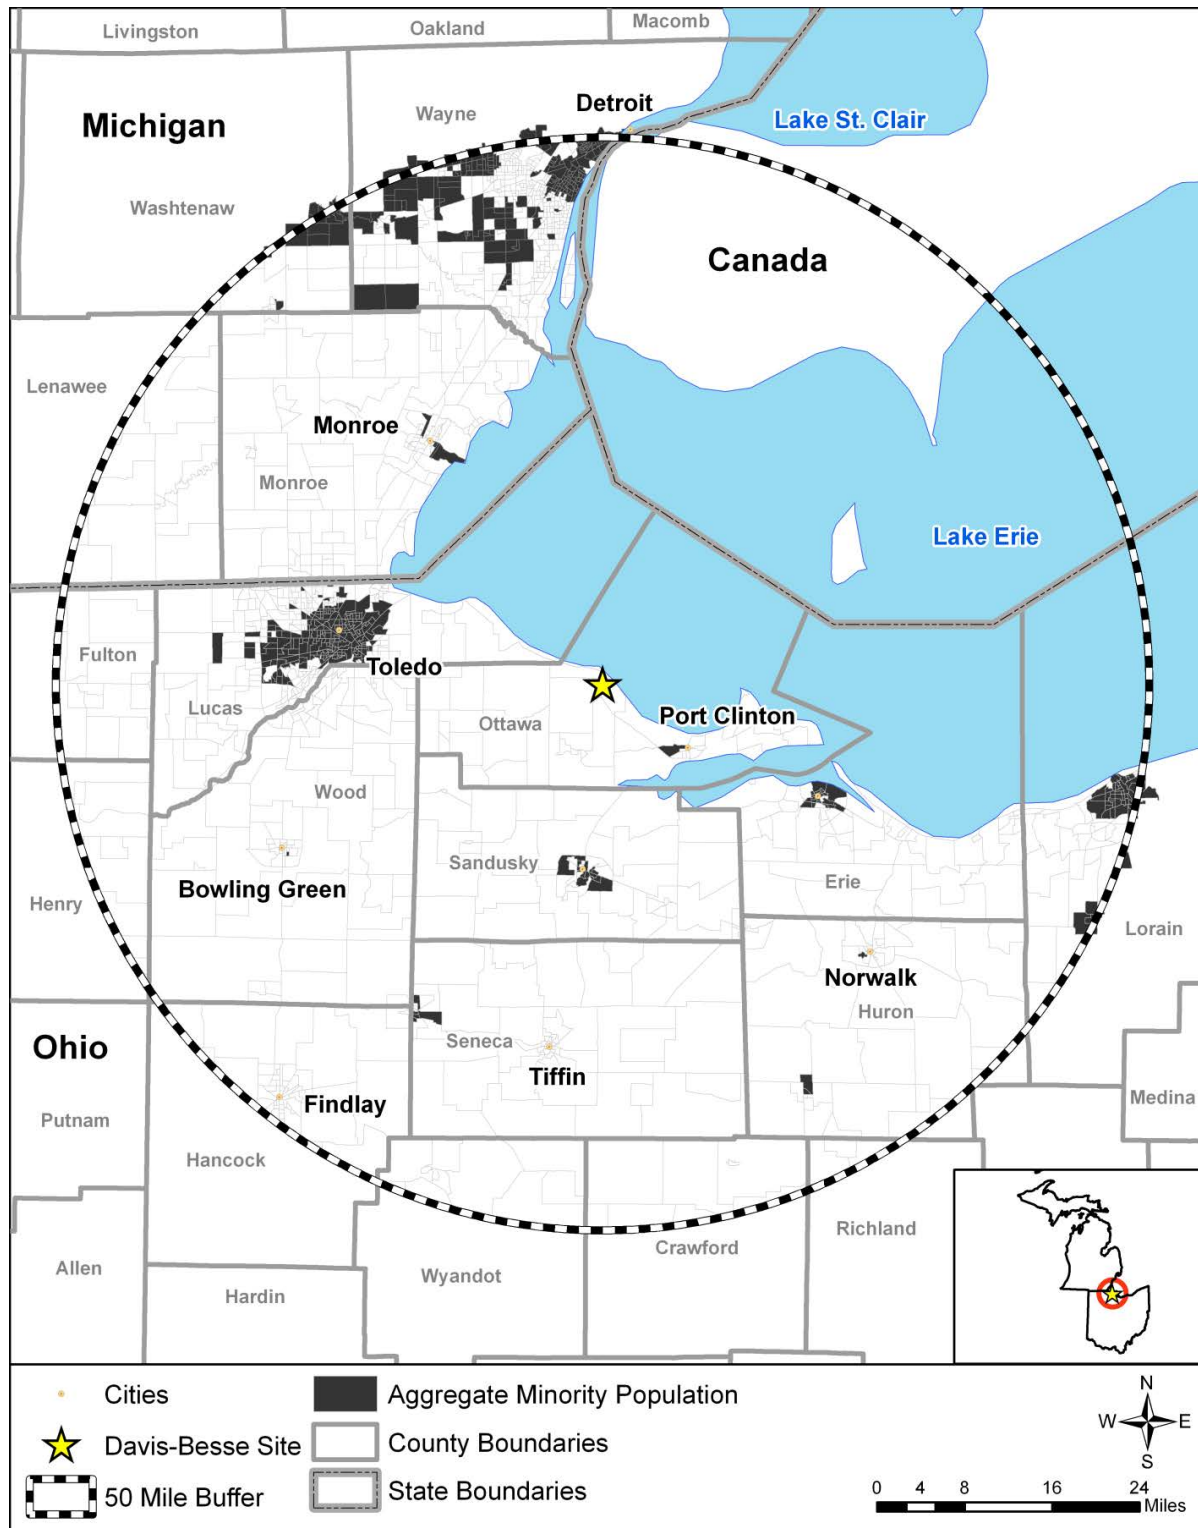 Livingston
Oakland
Macomb
Michigan
Wayne
Detroit
Lake St. Clair
Washtenaw
Canada
Lenawee
Monroe
Monroe
Lake Erie
Fulton
Toledo
Lucas
Ottawa
Port Clinton
Wood
Sandusky
Erie
Bowling Green
Henry
Lorain
Norwalk
Huron
Ohio
Seneca
Tiffin
Findlay
Putnam
Medina
Hancock
Richland
Crawford
Allen
Wyandot
Hardin
Cities
Aggregate Minority Population
Davis-Besse Site
County Boundaries
50 Mile Buffer
State Boundaries
N
W E
S
0 4 8 16 24
Miles